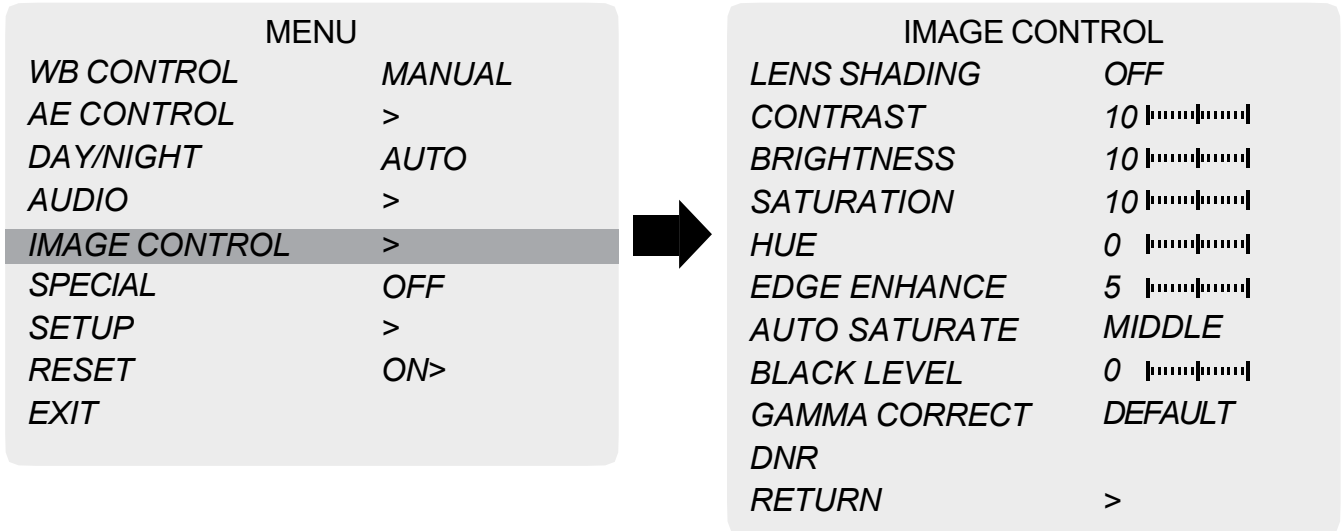 MENU
WB CONTROL MANUAL
AE CONTROL >
DAY/NIGHT AUTO
AUDIO >
IMAGE CONTROL >
SPECIAL OFF
SETUP >
RESET ON>
EXIT
IMAGE CONTROL
LENS SHADING OFF
CONTRAST 10
BRIGHTNESS 10
SATURATION 10
HUE 0
EDGE ENHANCE 5
AUTO SATURATE MIDDLE
BLACK LEVEL 0
GAMMA CORRECT DEFAULT
DNR
RETURN >